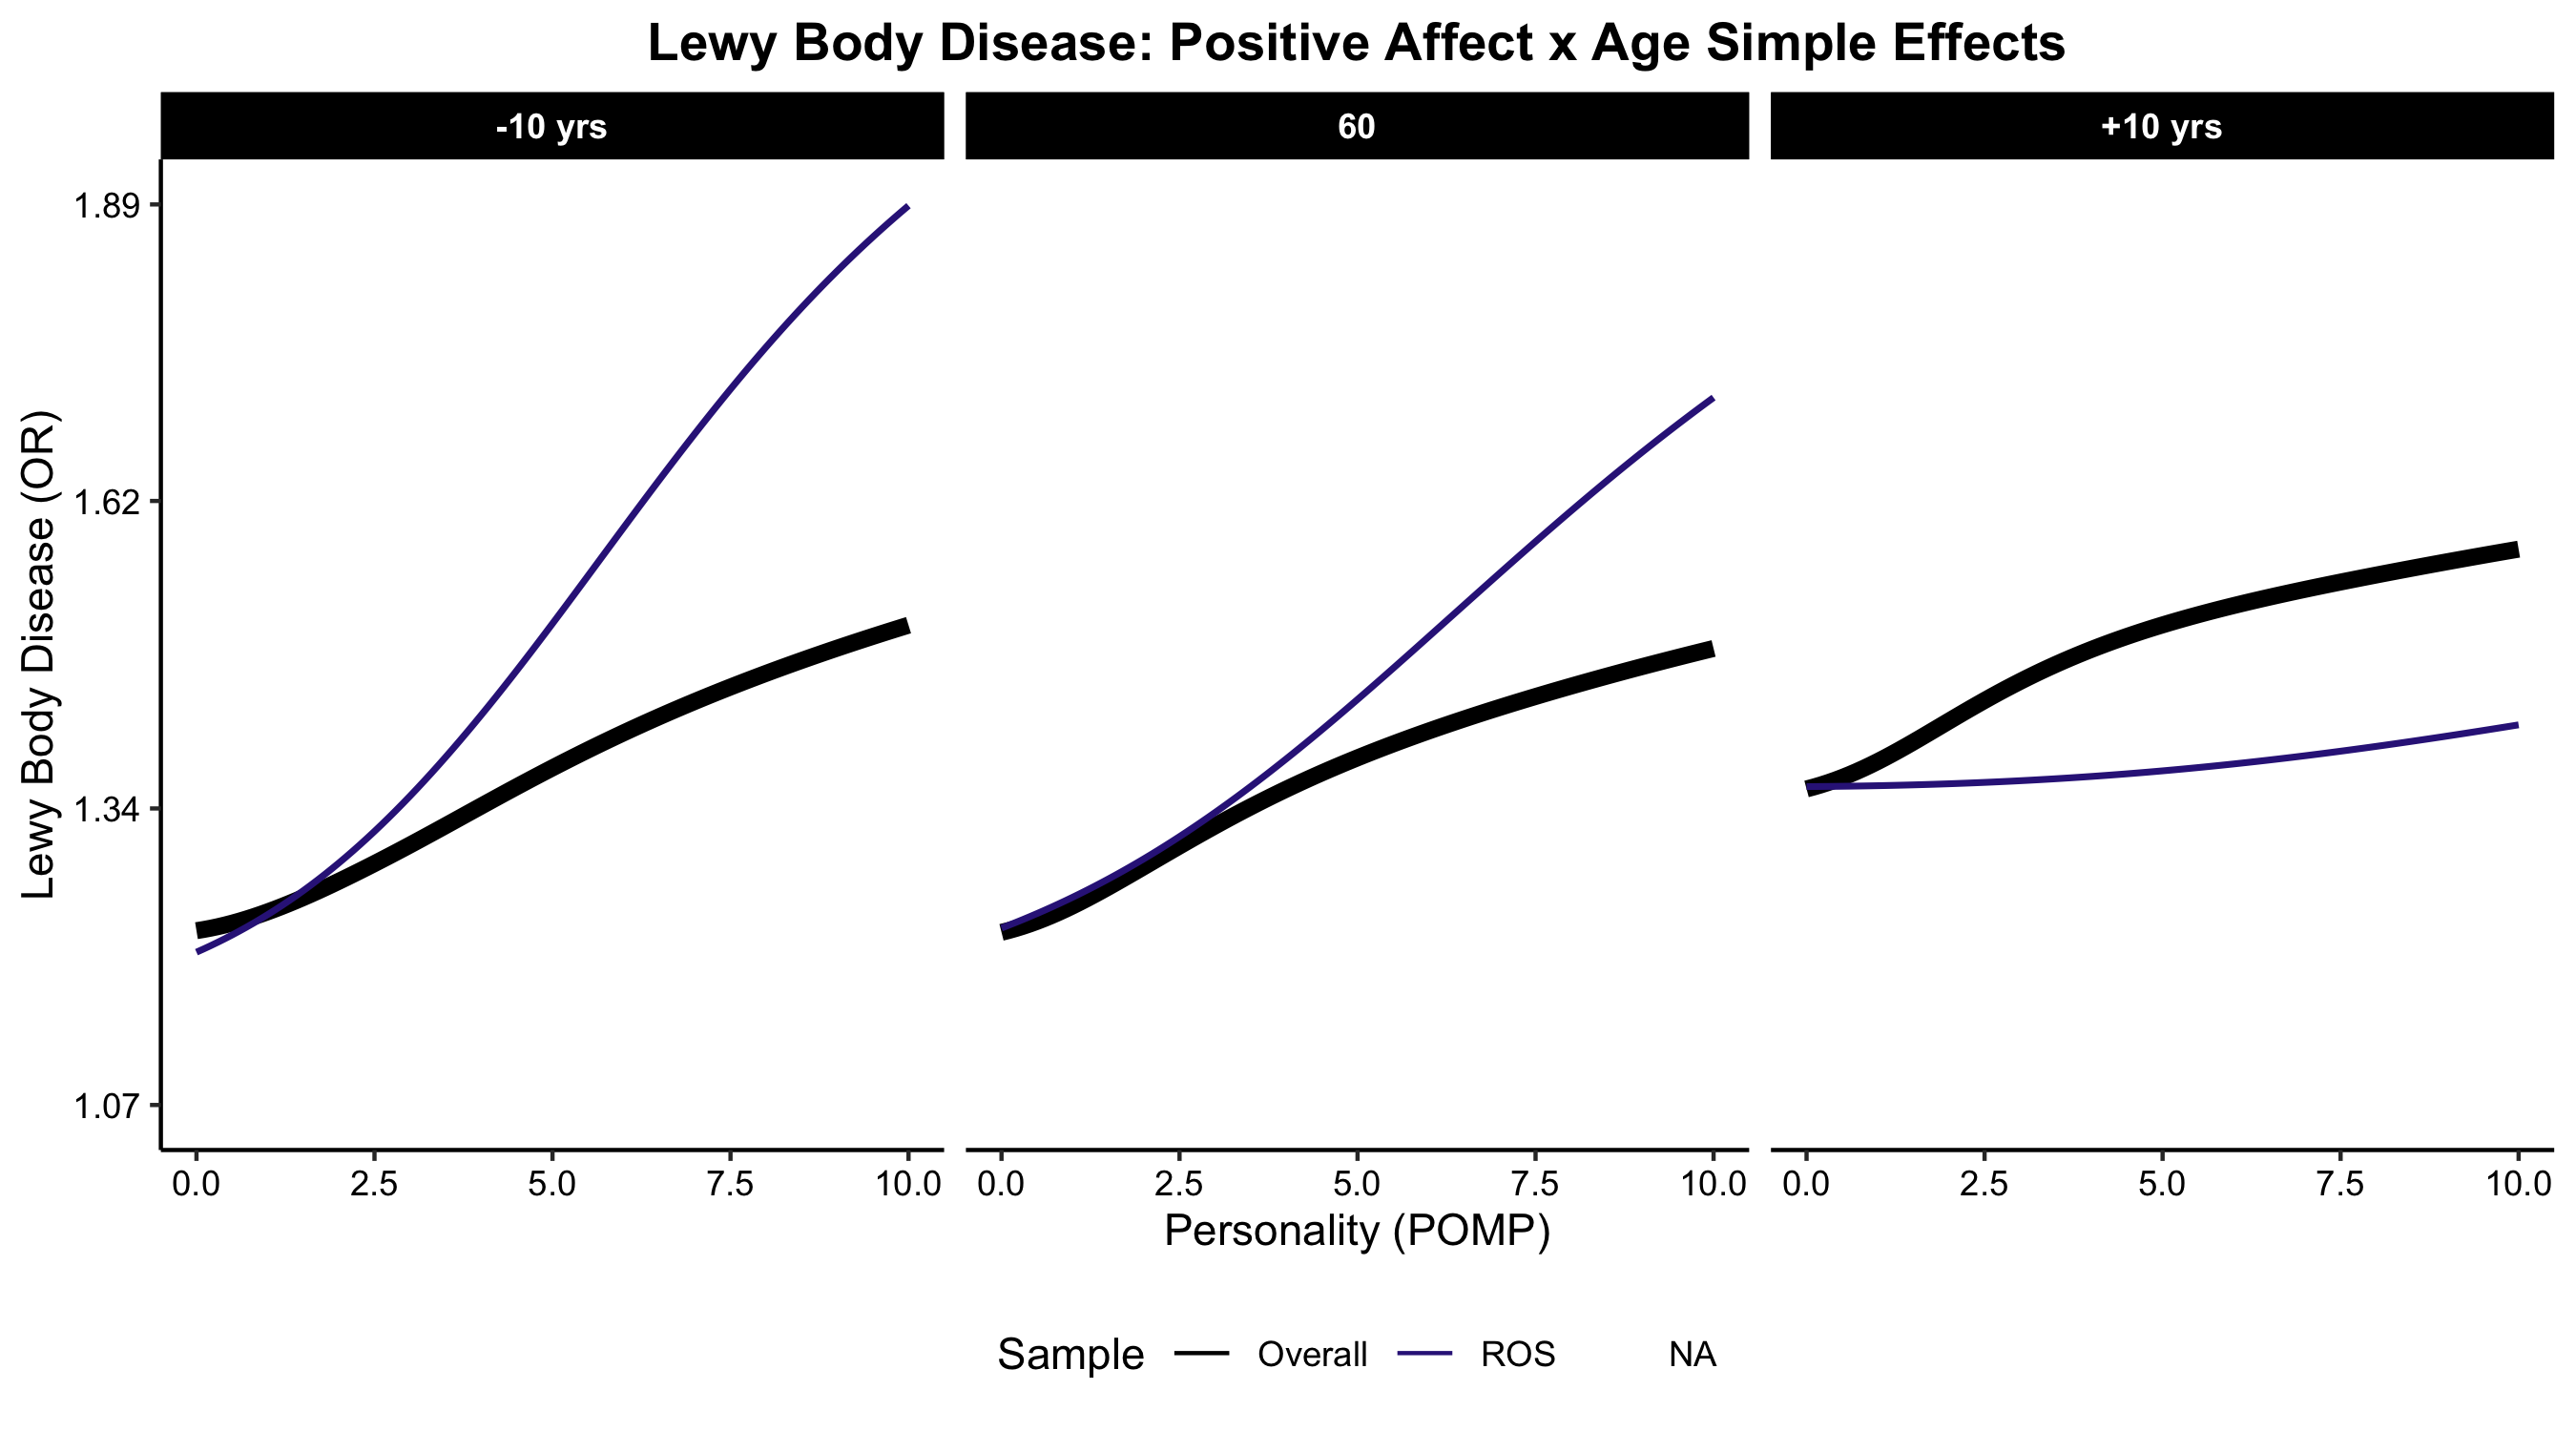 Lewy Body Disease: Positive Affect x Age Simple Effects
-10 yrs
60
+10 yrs
Lewy Body Disease (OR)
1.89
1.62
1.34
1.07
0.0 2.5 5.0 7.5 10.0
0.0 2.5 5.0 7.5 10.0
0.0 2.5 5.0 7.5 10.0
Personality (POMP)
Sample Overall ROS NA